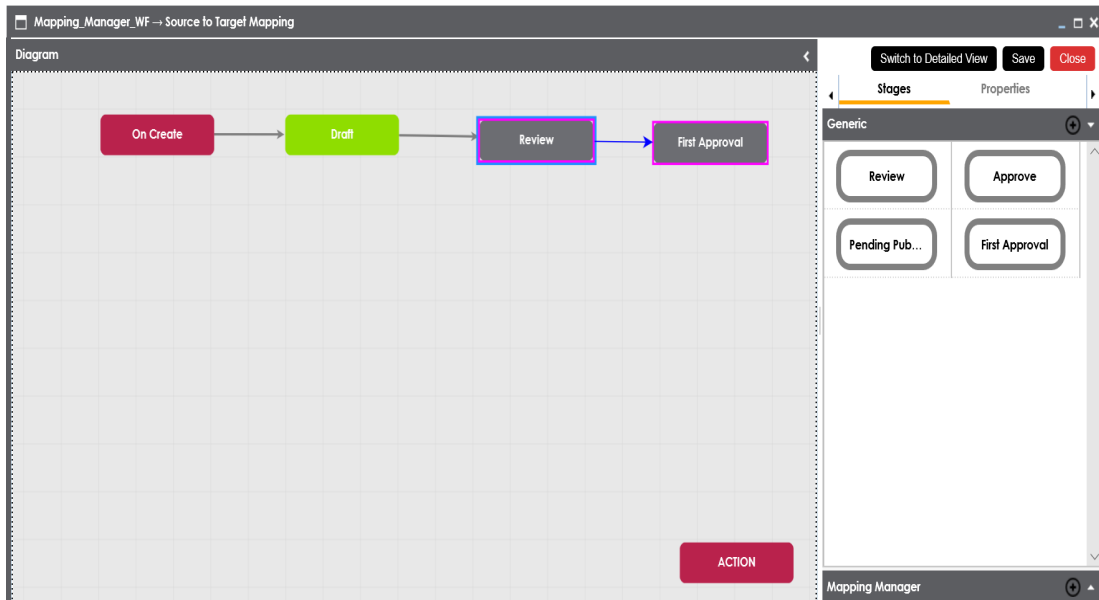 Mapping_Manager_WF → Source to Target Mapping
Diagram
Switch to Detailed View
Save
Close
Stages
Properties
Generic
On Create
Draft
Review
First Approval
Review
Approve
Pending Pub...
First Approval
ACTION
Mapping Manager